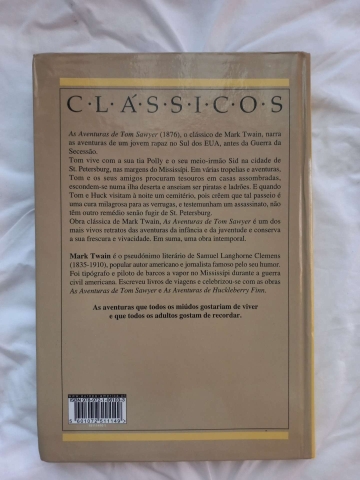 C·L·Á·S·S·I·C·O·S
As Aventuras de Tom Sawyer (1876), o clássico de Mark Twain, narra
as aventuras de um jovem rapaz no Sul dos EUA, antes da Guerra da
Secessão.
Tom vive com a sua tia Polly e o seu meio-irmão Sid na cidade de
St. Petersburg, nas margens do Mississipi. Em várias tropelias e aventuras,
Tom e os seus amigos procuram tesouros em casas assombradas,
escondem-se numa ilha deserta e anseiam ser piratas e ladrões. E quando
Tom e Huck visitam à noite um cemitério, pois crêem que tal passeio é
uma cura milagrosa para as verrugas, e testemunham um assassinato, não
têm outro remédio senão fugir de St. Petersburg.
Obra clássica de Mark Twain, As Aventuras de Tom Sawyer é um dos
mais vivos retratos das aventuras da infância e da juventude e conserva
a sua frescura e vivacidade. Em suma, uma obra intemporal.
Mark Twain é o pseudónimo literário de Samuel Langhorne Clemens
(1835-1910), popular autor americano e jornalista famoso pelo seu humor.
Foi tipógrafo e piloto de barcos a vapor no Mississipi durante a guerra
civil americana. Escreveu livros de viagens e celebrizou-se com as obras
As Aventuras de Tom Sawyer e As Aventuras de Huckleberry Finn.
As aventuras que todos os miúdos gostariam de viver
e que todos os adultos gostam de recordar.